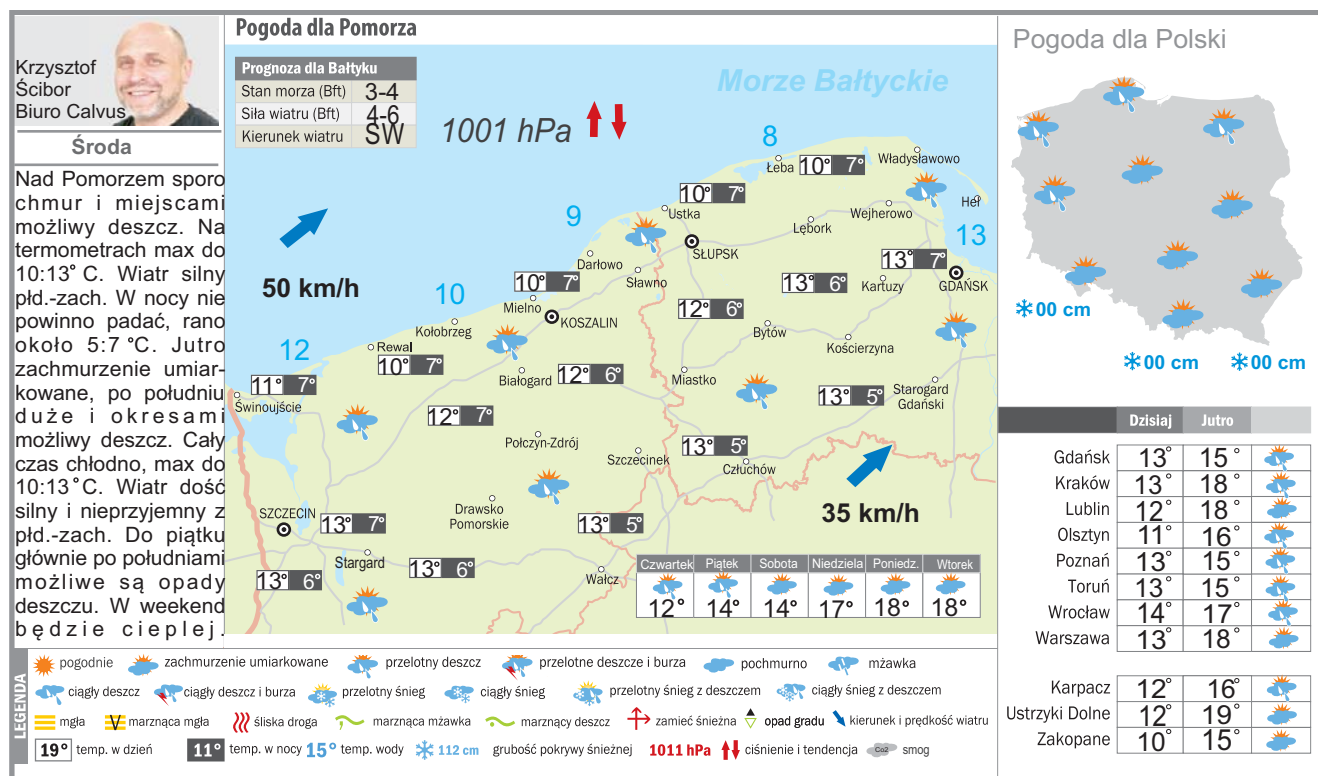 Krzysztof
Ścibor
Biuro Calvus
Środa
Nad Pomorzem sporo
chmur i miejscami
możliwy deszcz. Na
termometrach max do
10:13° C. Wiatr silny
płd.-zach. W nocy nie
powinno padać, rano
około 5:7 °C. Jutro
zachmurzenie umiar-
kowane, po południu
duże i okresami
możliwy deszcz. Cały
czas chłodno, max do
10:13°C. Wiatr dość
silny i nieprzyjemny z
płd.-zach. Do piątku
głównie po południami
możliwe są opady
deszczu. W weekend
będzie cieplej.
Pogoda dla Pomorza
Prognoza dla Bałtyku
Stan morza (Bft) 3-4
Siła wiatru (Bft) 4-6
Kierunek wiatru SW
Morze Bałtyckie
1001 hPa
8
Łeba 10° 7°
Władysławowo
10° 7°
Ustka
Wejherowo
Hel
9
Lębork
13
SŁUPSK
Darłowo
13° 7°
50 km/h
10° 7°
Sławno
13° 6°
Kartuzy
GDAŃSK
10
Mielno
12° 6°
Kołobrzeg
KOSZALIN
Bytów
12
Rewal
Kościerzyna
10° 7°
11° 7°
Białogard
12° 6°
Miastko
Świnoujście
Starogard
Gdański
13° 5°
12° 7°
Połczyn-Zdrój
13° 5°
Szczecinek
Człuchów
Drawsko
Pomorskie
SZCZECIN
13° 7°
13° 5°
35 km/h
Stargard
13° 6°
13° 6°
Wałcz
Czwartek Piątek Sobota Niedziela Poniedz. Wtorek
12° 14° 14° 17° 18° 18°
Pogoda dla Polski
00 cm
00 cm 00 cm
Dzisiaj Jutro
Gdańsk 13° 15°
Kraków 13° 18°
Lublin 12° 18°
Olsztyn 11° 16°
Poznań 13° 15°
Toruń 13° 15°
Wrocław 14° 17°
Warszawa 13° 18°
Karpacz 12° 16°
Ustrzyki Dolne 12° 19°
Zakopane 10° 15°
LEGENDA
pogodnie zachmurzenie umiarkowane przelotny deszcz przelotne deszcze i burza pochmurno mżawka
ciągły deszcz ciągły deszcz i burza przelotny śnieg ciągły śnieg przelotny śnieg z deszczem ciągły śnieg z deszczem
mgła marznąca mgła śliska droga marznąca mżawka marznący deszcz zamieć śnieżna opad gradu kierunek i prędkość wiatru
19° temp. w dzień 11° temp. w nocy 15° temp. wody 112 cm grubość pokrywy śnieżnej 1011 hPa ciśnienie i tendencja Co2 smog